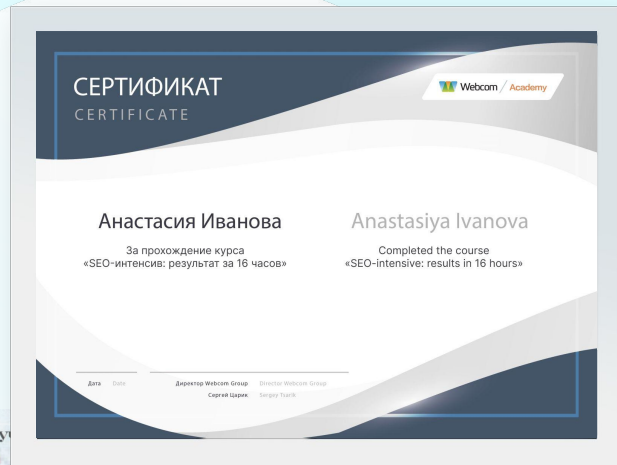 СЕРТИФИКАТ
CERTIFICATE
Webcom / Academy
Анастасия Иванова
За прохождение курса
«SEO-интенсив: результат за 16 часов»
Anastasiya Ivanova
Completed the course
«SEO-intensive: results in 16 hours»
Дата Date
Директор Webcom Group Director Webcom Group
Сергей Царик Sergey Tsarik